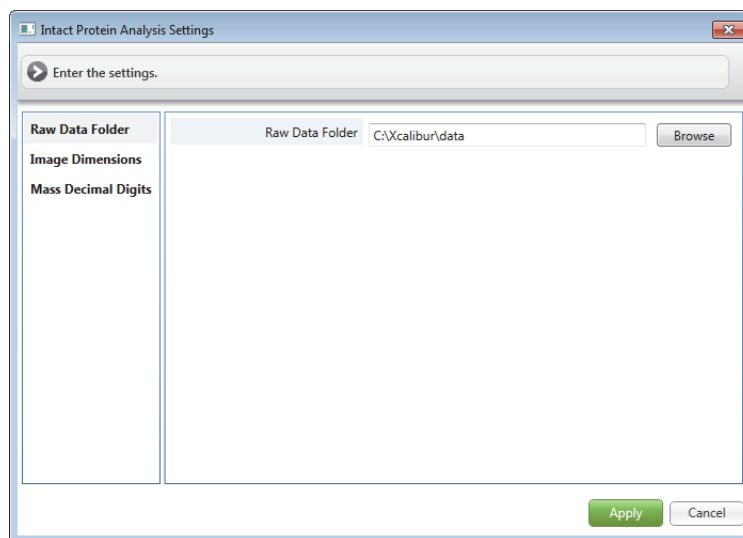 Intact Protein Analysis Settings
Enter the settings.
Raw Data Folder
Image Dimensions
Mass Decimal Digits
Raw Data Folder C:\Xcalibur\data Browse
Apply Cancel